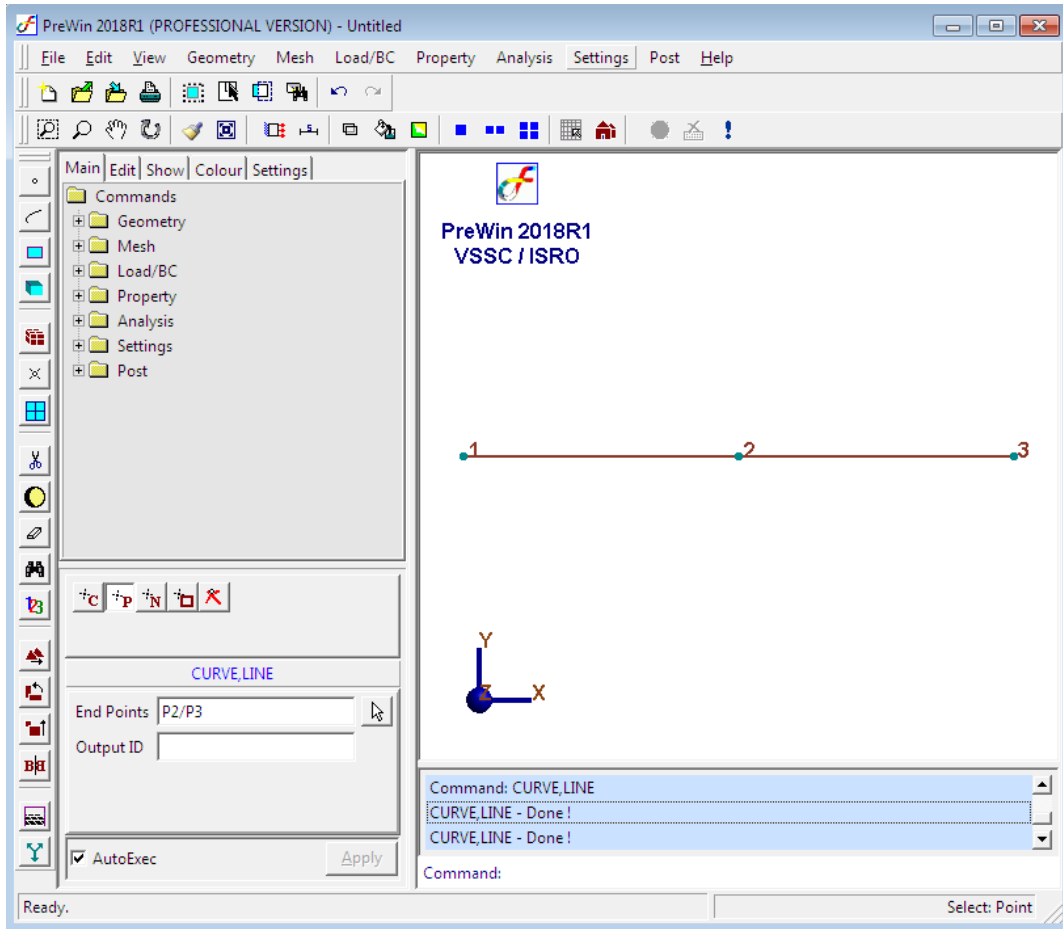 PreWin 2018R1 (PROFESSIONAL VERSION) - Untitled
File Edit View Geometry Mesh Load/BC Property Analysis Settings Post Help
Main Edit Show Colour Settings
Commands
Geometry
Mesh
Load/BC
Property
Analysis
Settings
Post
PreWin 2018R1
VSSC / ISRO
1 2 3
Y
Z X
C P N
123
CURVE,LINE
End Points P2/P3
Output ID
B B
AutoExec Apply
Command: CURVE,LINE
CURVE,LINE - Done !
CURVE,LINE - Done !
Command:
Ready. Select: Point